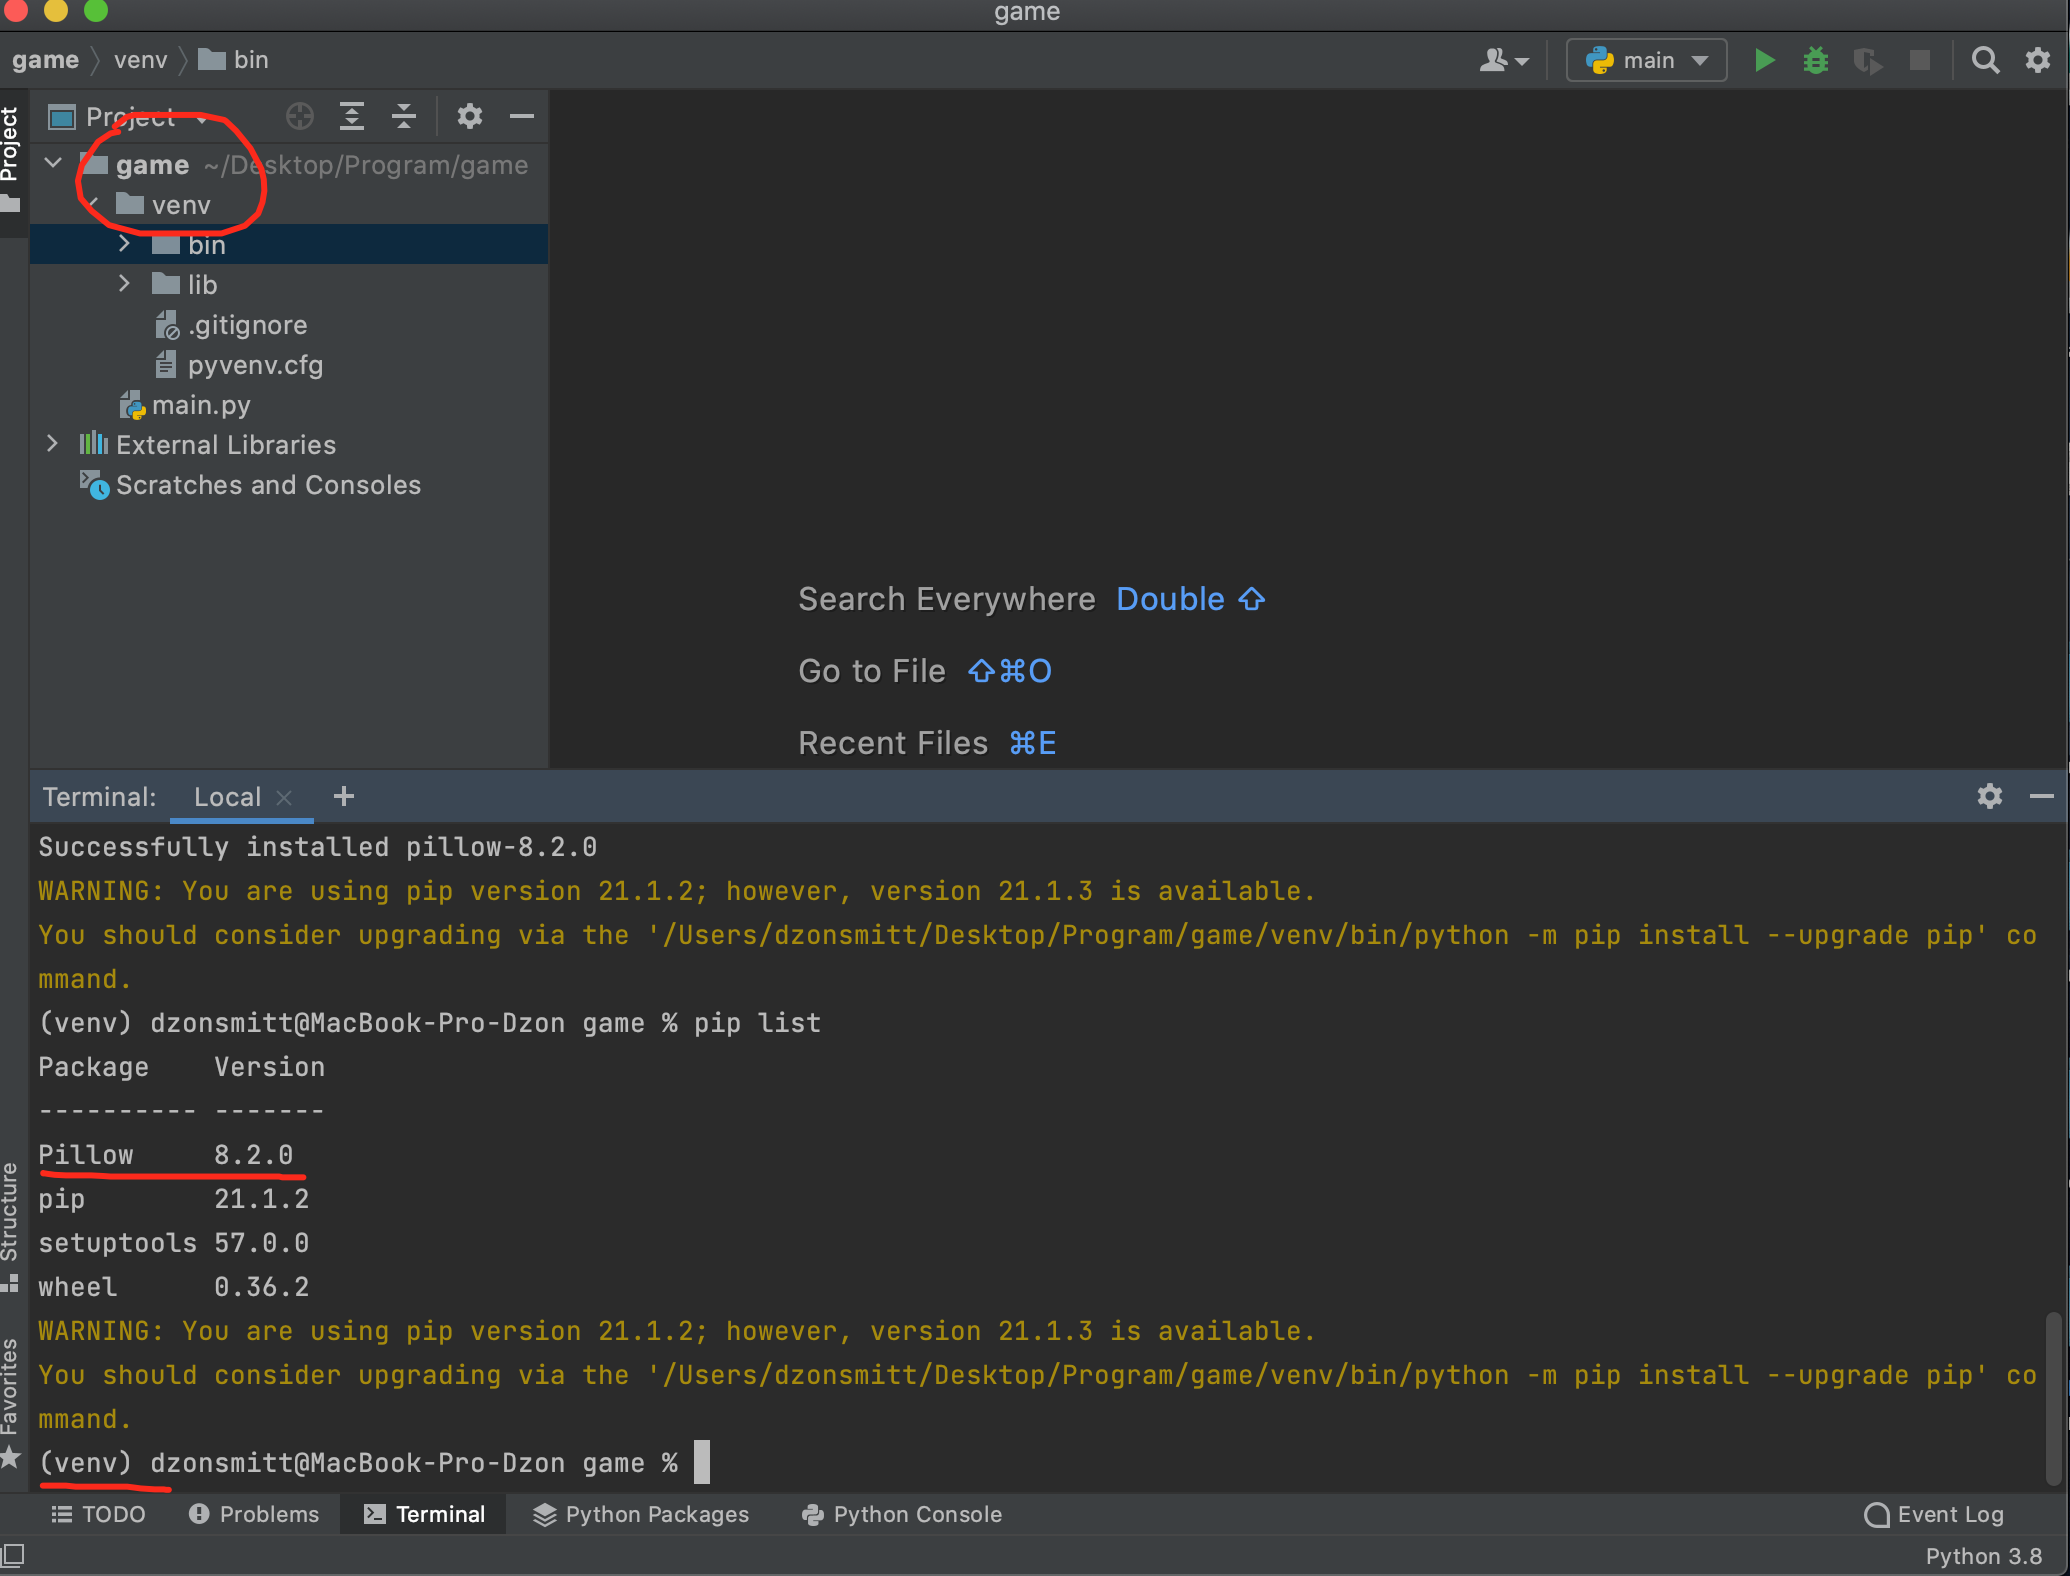 game
game venv bin
main
Project
Project
game ~/Desktop/Program/game
venv
bin
lib
.gitignore
pyvenv.cfg
main.py
External Libraries
Scratches and Consoles
Search Everywhere Double ⇧
Go to File ⇧⌘O
Recent Files ⌘E
Terminal: Local × +
Successfully installed pillow-8.2.0
WARNING: You are using pip version 21.1.2; however, version 21.1.3 is available.
You should consider upgrading via the '/Users/dzonsmitt/Desktop/Program/game/venv/bin/python -m pip install --upgrade pip' co
mmand.
(venv) dzonsmitt@MacBook-Pro-Dzon game % pip list
Package    Version
---------- -------
Pillow     8.2.0
pip        21.1.2
setuptools 57.0.0
wheel      0.36.2
WARNING: You are using pip version 21.1.2; however, version 21.1.3 is available.
You should consider upgrading via the '/Users/dzonsmitt/Desktop/Program/game/venv/bin/python -m pip install --upgrade pip' co
mmand.
(venv) dzonsmitt@MacBook-Pro-Dzon game %
Structure
Favorites
TODO Problems Terminal Python Packages Python Console Event Log
Python 3.8